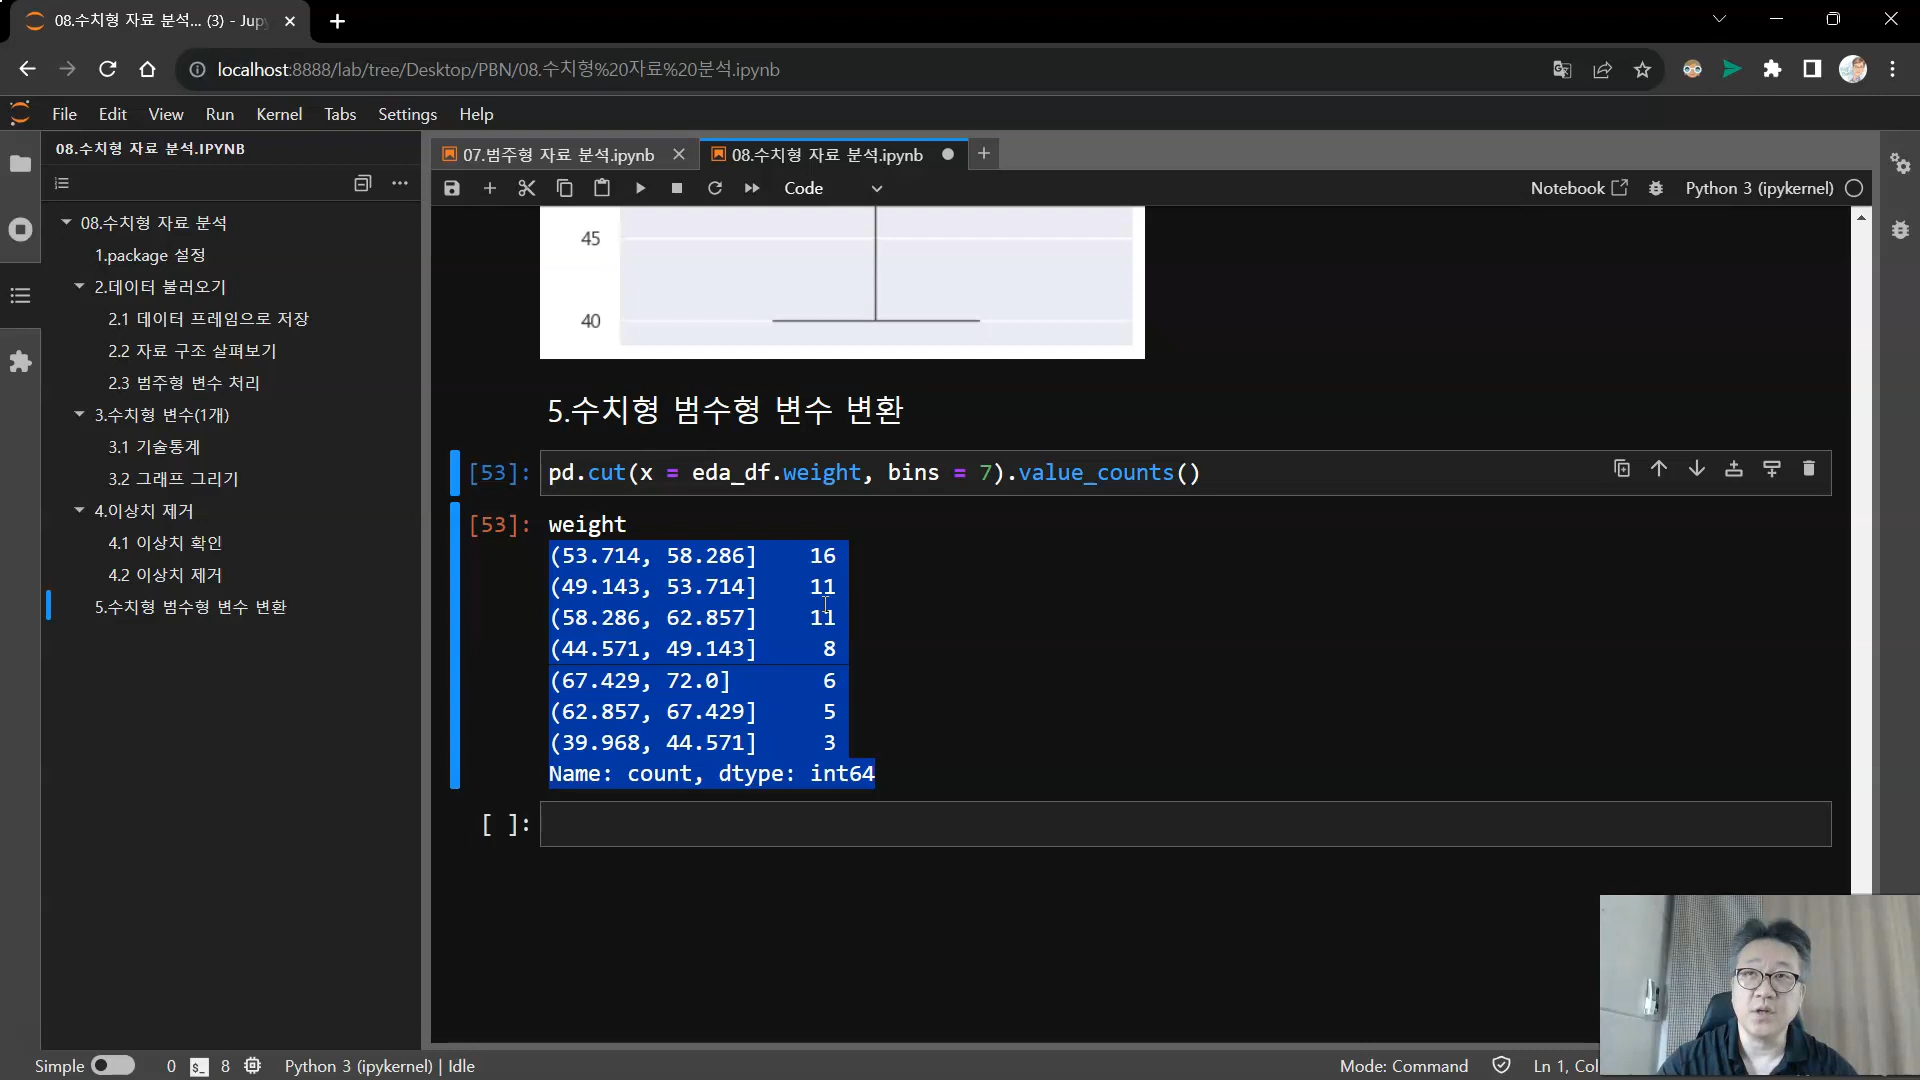 08.수치형 자료 분석... (3) - Jupy
localhost:8888/lab/tree/Desktop/PBN/08.수치형%20자료%20분석.ipynb
File Edit View Run Kernel Tabs Settings Help
08.수치형 자료 분석.IPYNB
08.수치형 자료 분석
1.package 설정
2.데이터 불러오기
2.1 데이터 프레임으로 저장
2.2 자료 구조 살펴보기
2.3 범주형 변수 처리
3.수치형 변수(1개)
3.1 기술통계
3.2 그래프 그리기
4.이상치 제거
4.1 이상치 확인
4.2 이상치 제거
5.수치형 범수형 변수 변환
07.범주형 자료 분석.ipynb
08.수치형 자료 분석.ipynb
Code
Notebook
Python 3 (ipykernel)
45
40
5.수치형 범수형 변수 변환
[53]: pd.cut(x = eda_df.weight, bins = 7).value_counts()
[53]: weight
(53.714, 58.286] 16
(49.143, 53.714] 11
(58.286, 62.857] 11
(44.571, 49.143] 8
(67.429, 72.0] 6
(62.857, 67.429] 5
(39.968, 44.571] 3
Name: count, dtype: int64
[ ]:
Simple 0 8 Python 3 (ipykernel) | Idle
Mode: Command Ln 1, Col